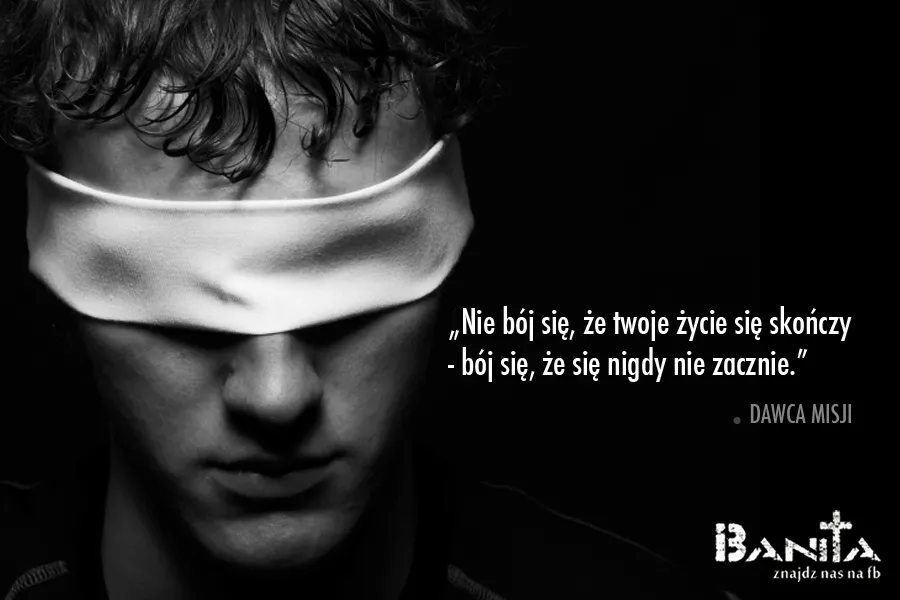 „Nie bój się, że twoje życie się skończy
- bój się, że się nigdy nie zacznie.”
. DAWCA MISJI
BANITA
znajdz nas na fb